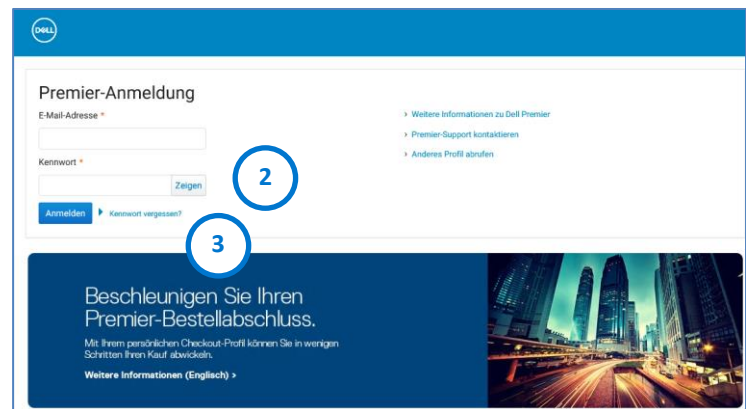 DELL
Premier-Anmeldung
E-Mail-Adresse *
Kennwort *
Zeigen
Anmelden
Kennwort vergessen?
› Weitere Informationen zu Dell Premier
› Premier-Support kontaktieren
› Anderes Profil abrufen
2
3
Beschleunigen Sie Ihren
Premier-Bestellabschluss.
Mit Ihrem persönlichen Checkout-Profil können Sie in wenigen
Schritten Ihren Kauf abwickeln.
Weitere Informationen (Englisch) ›